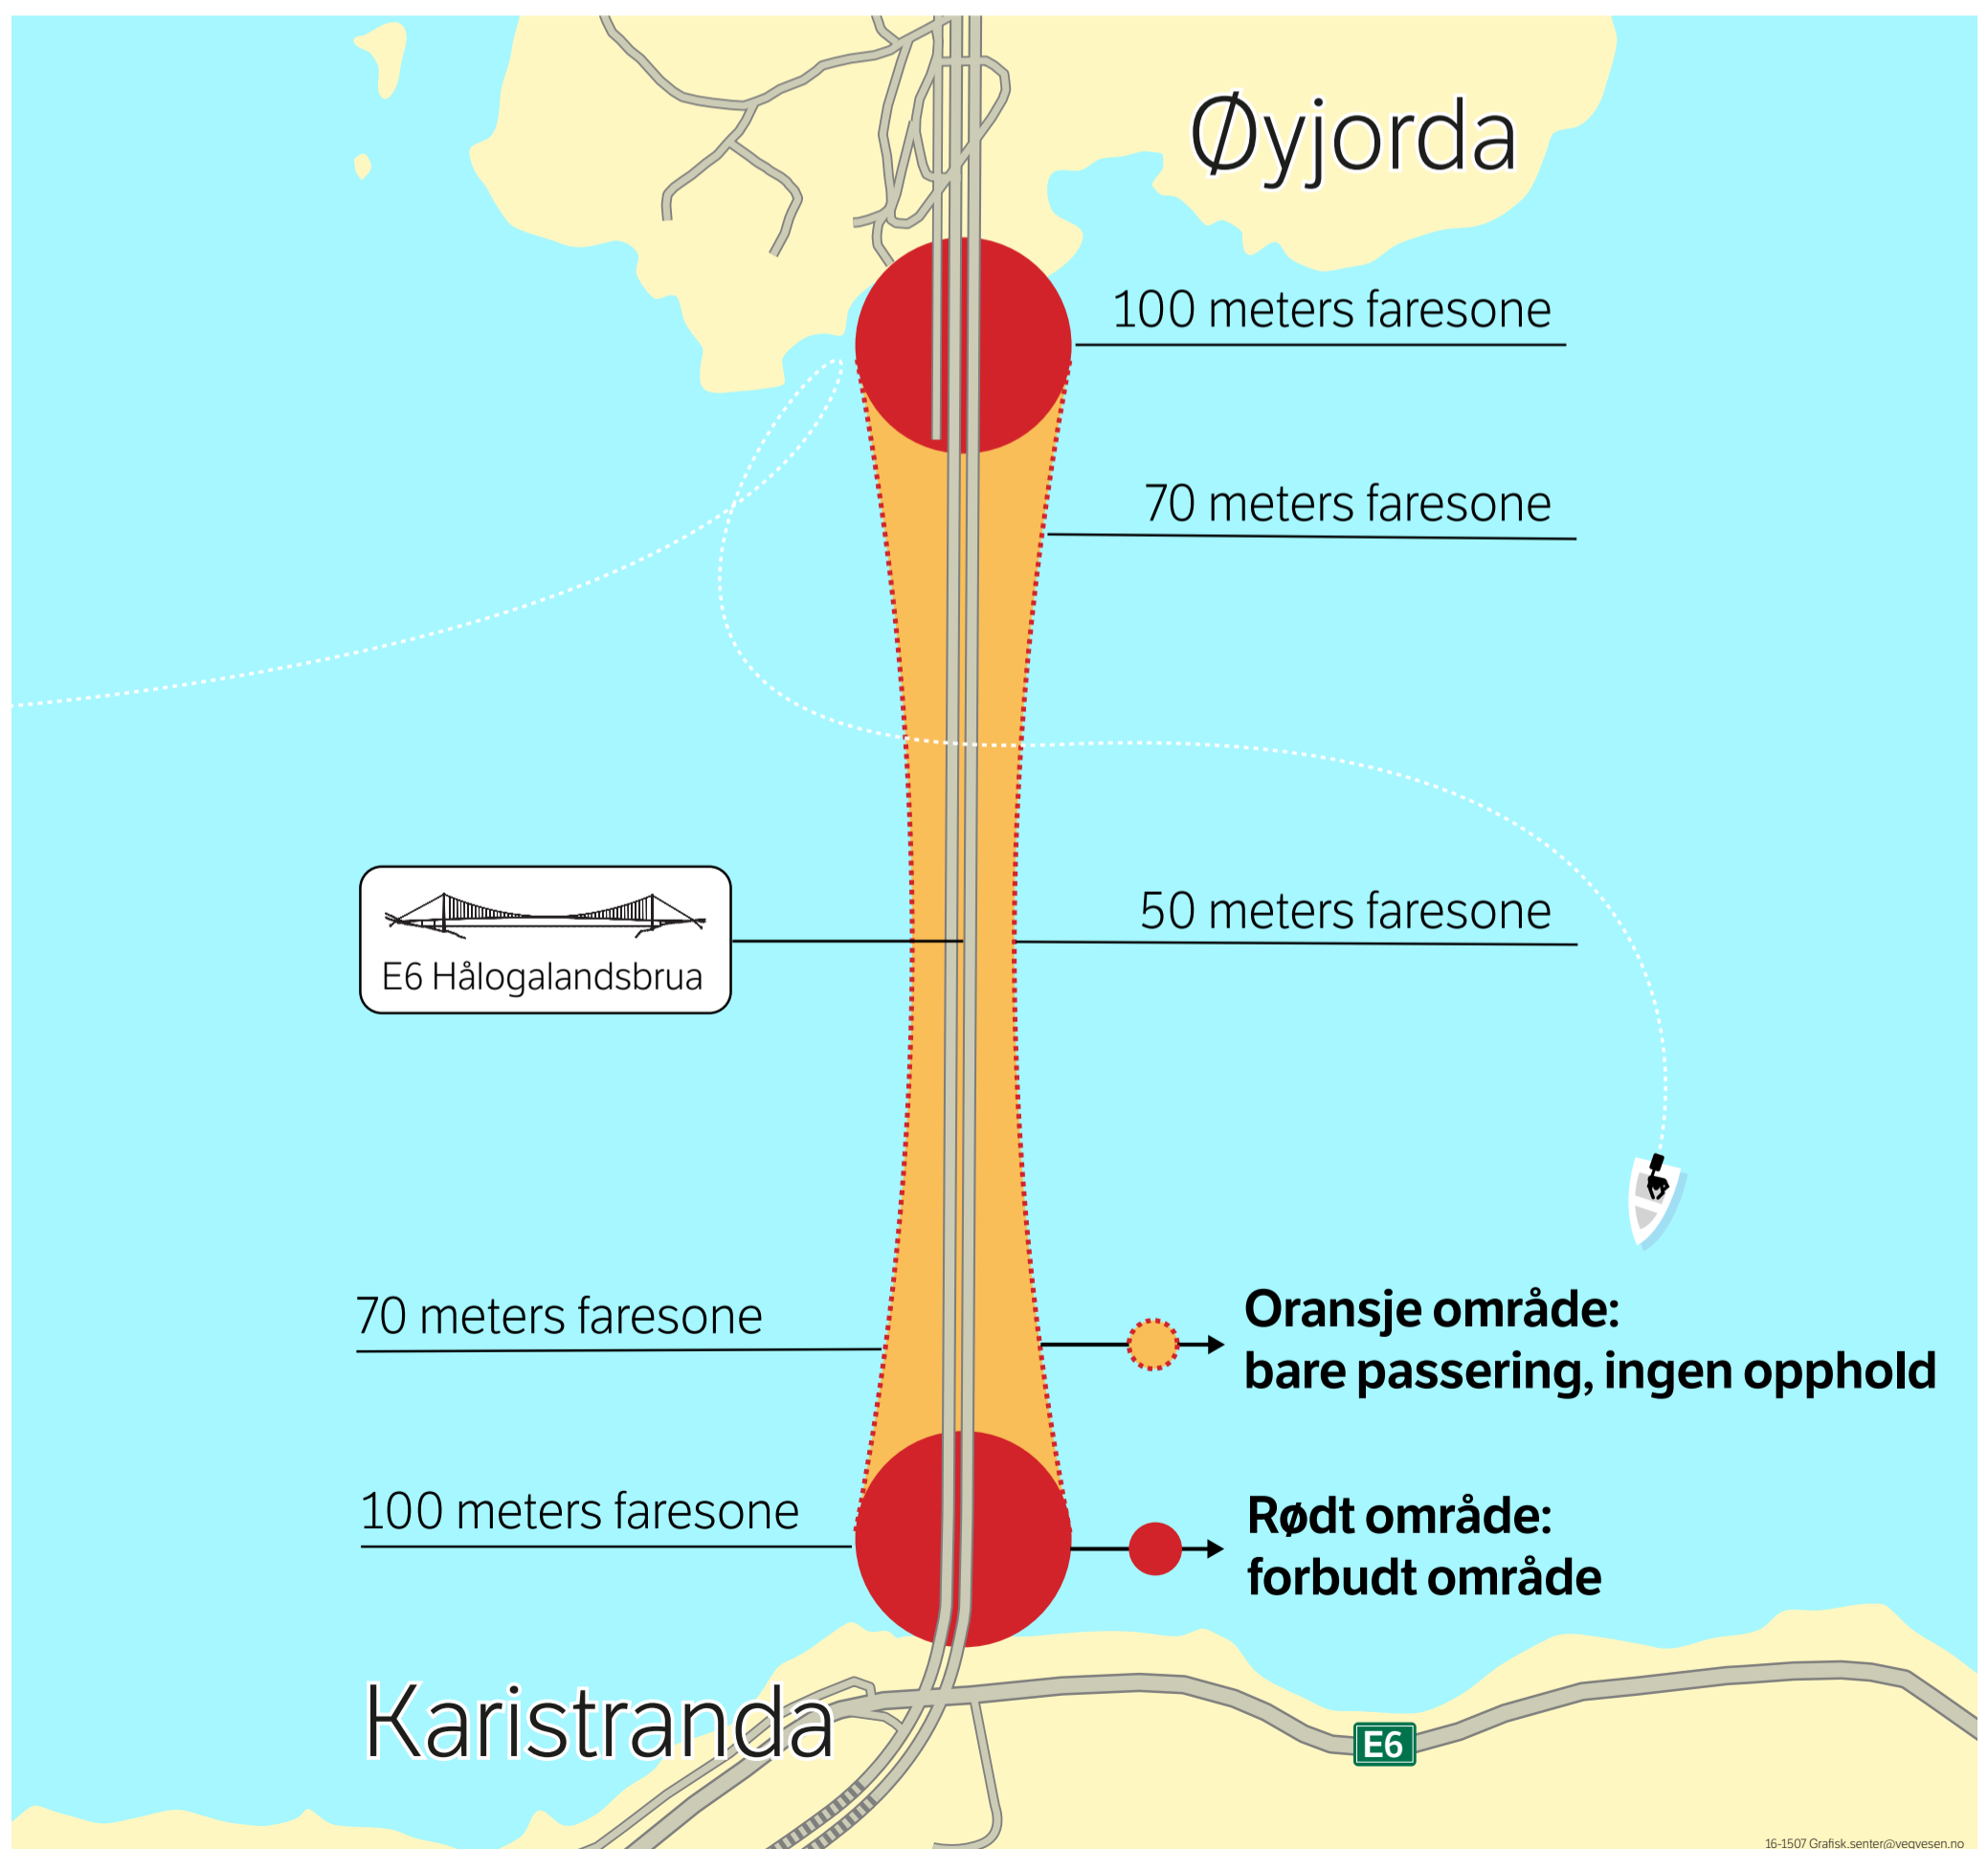 Øyjorda
100 meters faresone
70 meters faresone
50 meters faresone
E6 Hålogalandsbrua
70 meters faresone
Oransje område:
bare passering, ingen opphold
100 meters faresone
Rødt område:
forbudt område
Karistranda
E6
16-1507 Grafisk.senter@vegvesen.no